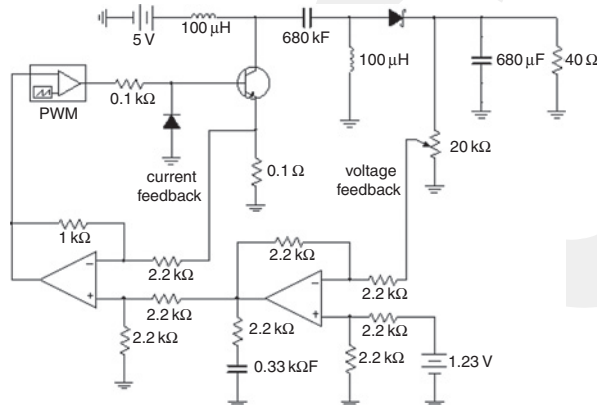 5 V
100 μH
680 kF
100 μH
680 μF
40 Ω
PWM
0.1 kΩ
current
feedback
0.1 Ω
voltage
feedback
20 kΩ
1 kΩ
2.2 kΩ
2.2 kΩ
2.2 kΩ
−
−
+
+
2.2 kΩ
2.2 kΩ
2.2 kΩ
2.2 kΩ
2.2 kΩ
0.33 kΩF
1.23 V